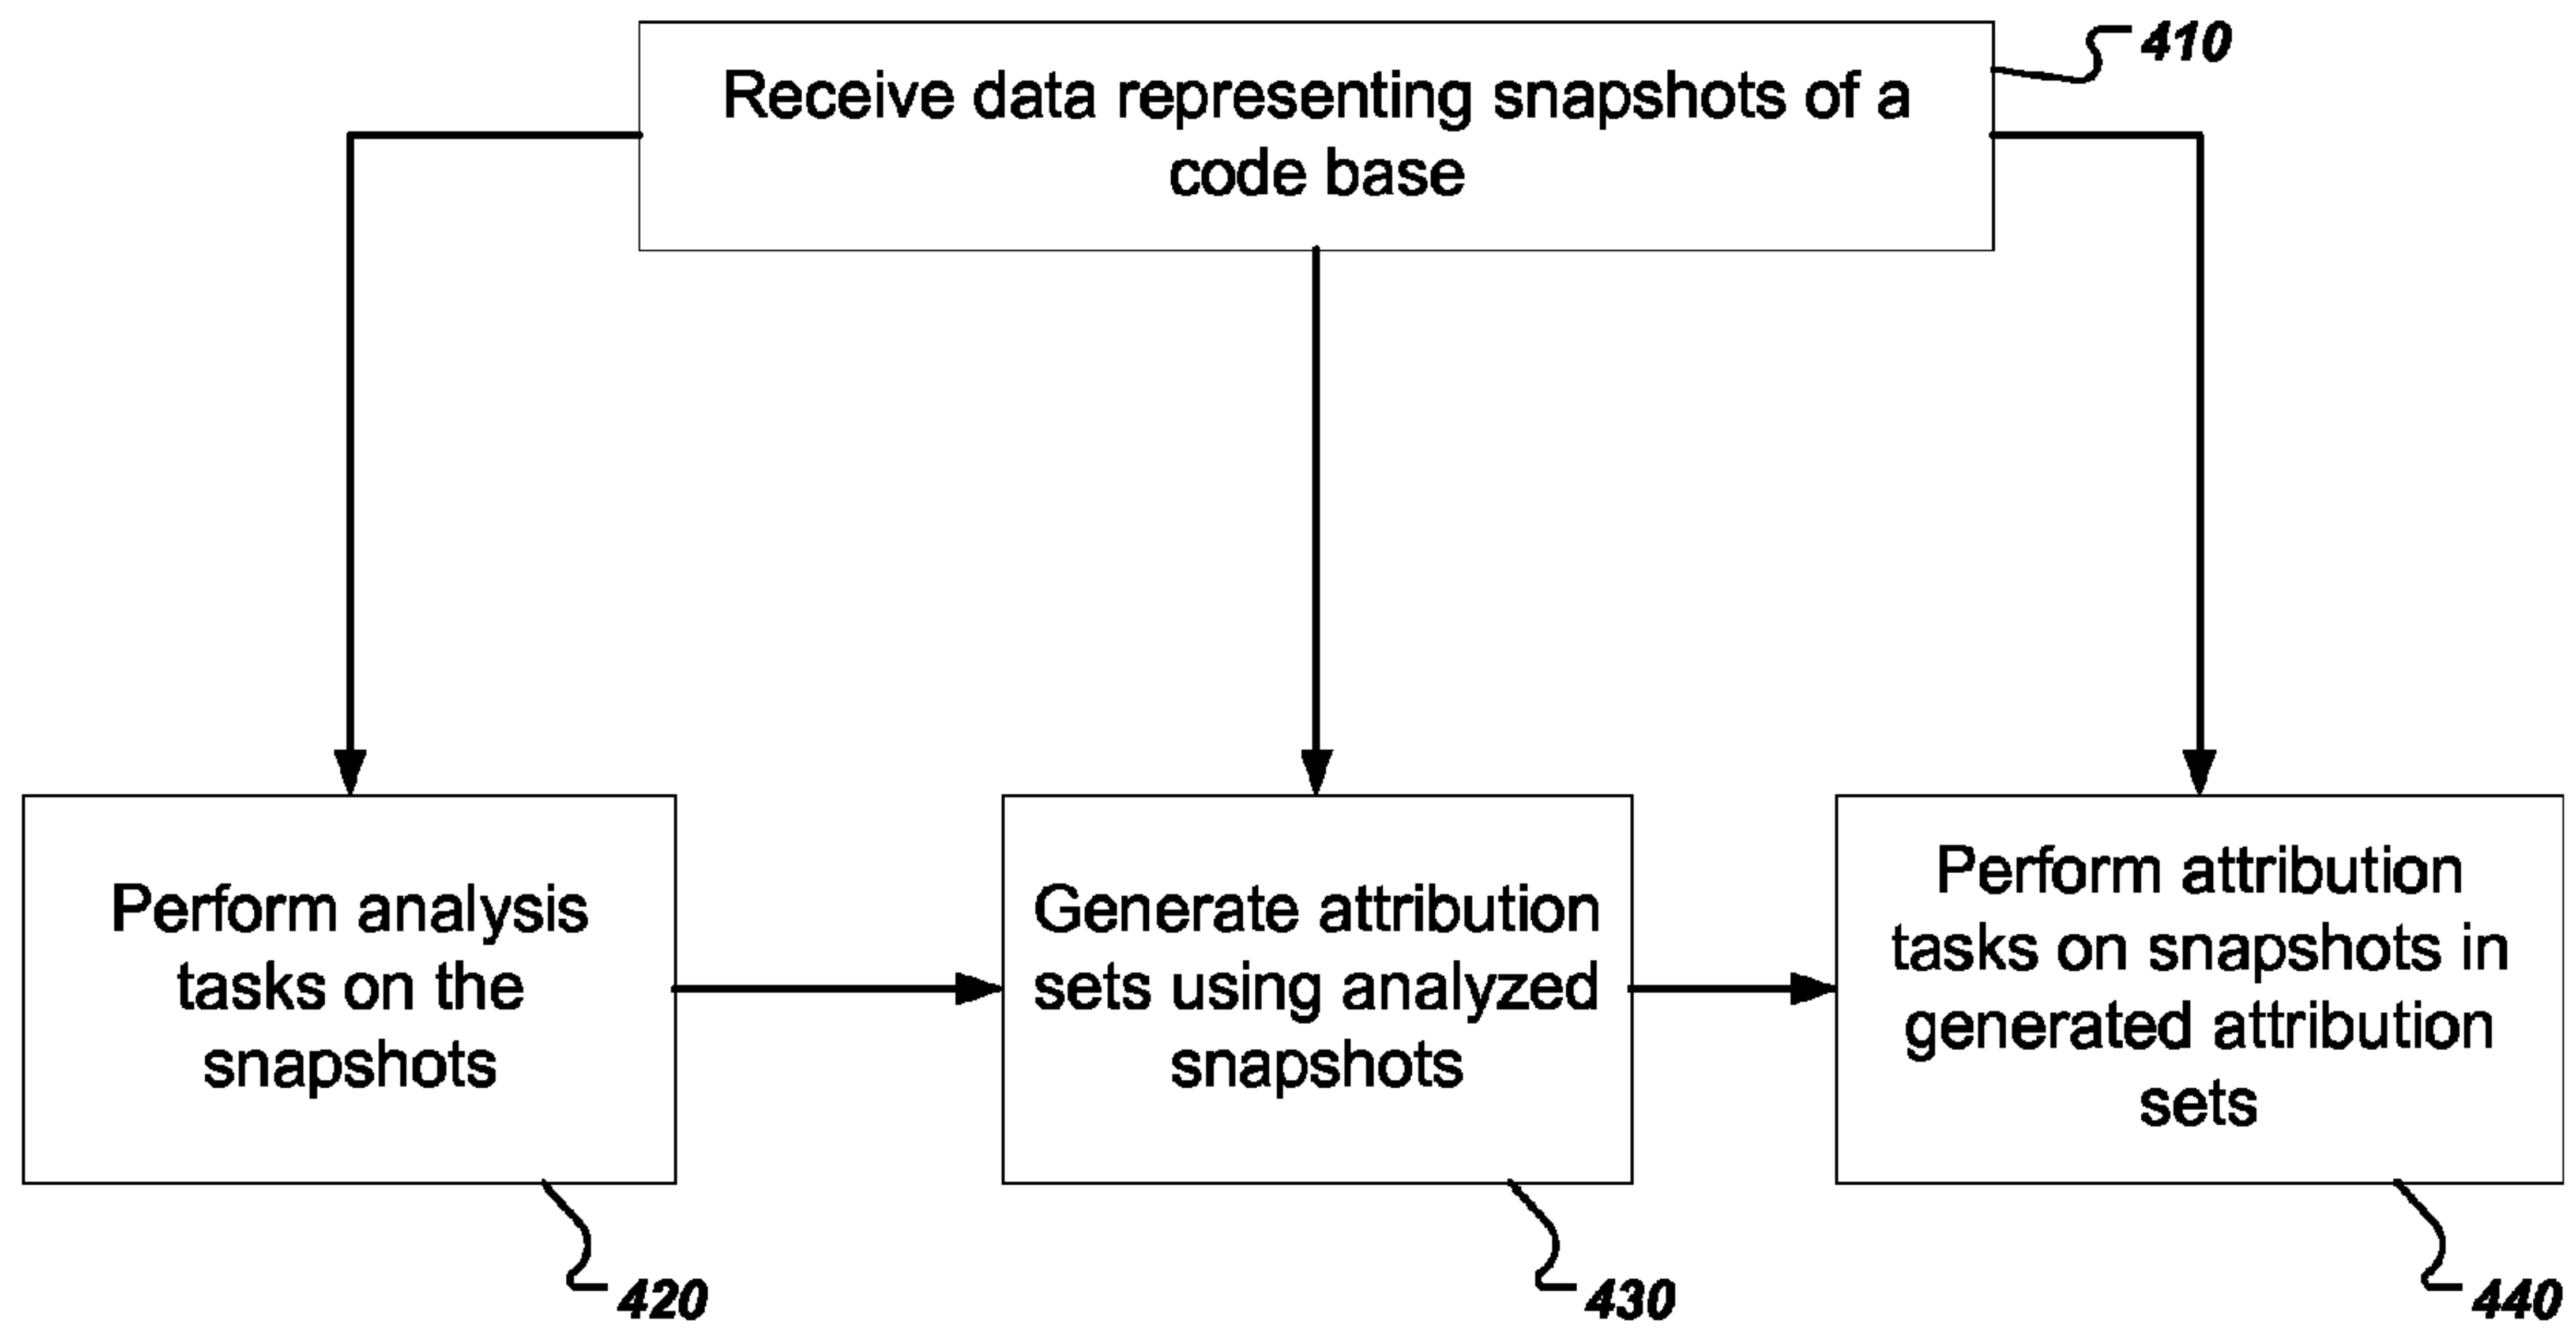 Receive data representing snapshots of a
code base
410
Perform analysis
tasks on the
snapshots
420
Generate attribution
sets using analyzed
snapshots
430
Perform attribution
tasks on snapshots in
generated attribution
sets
440